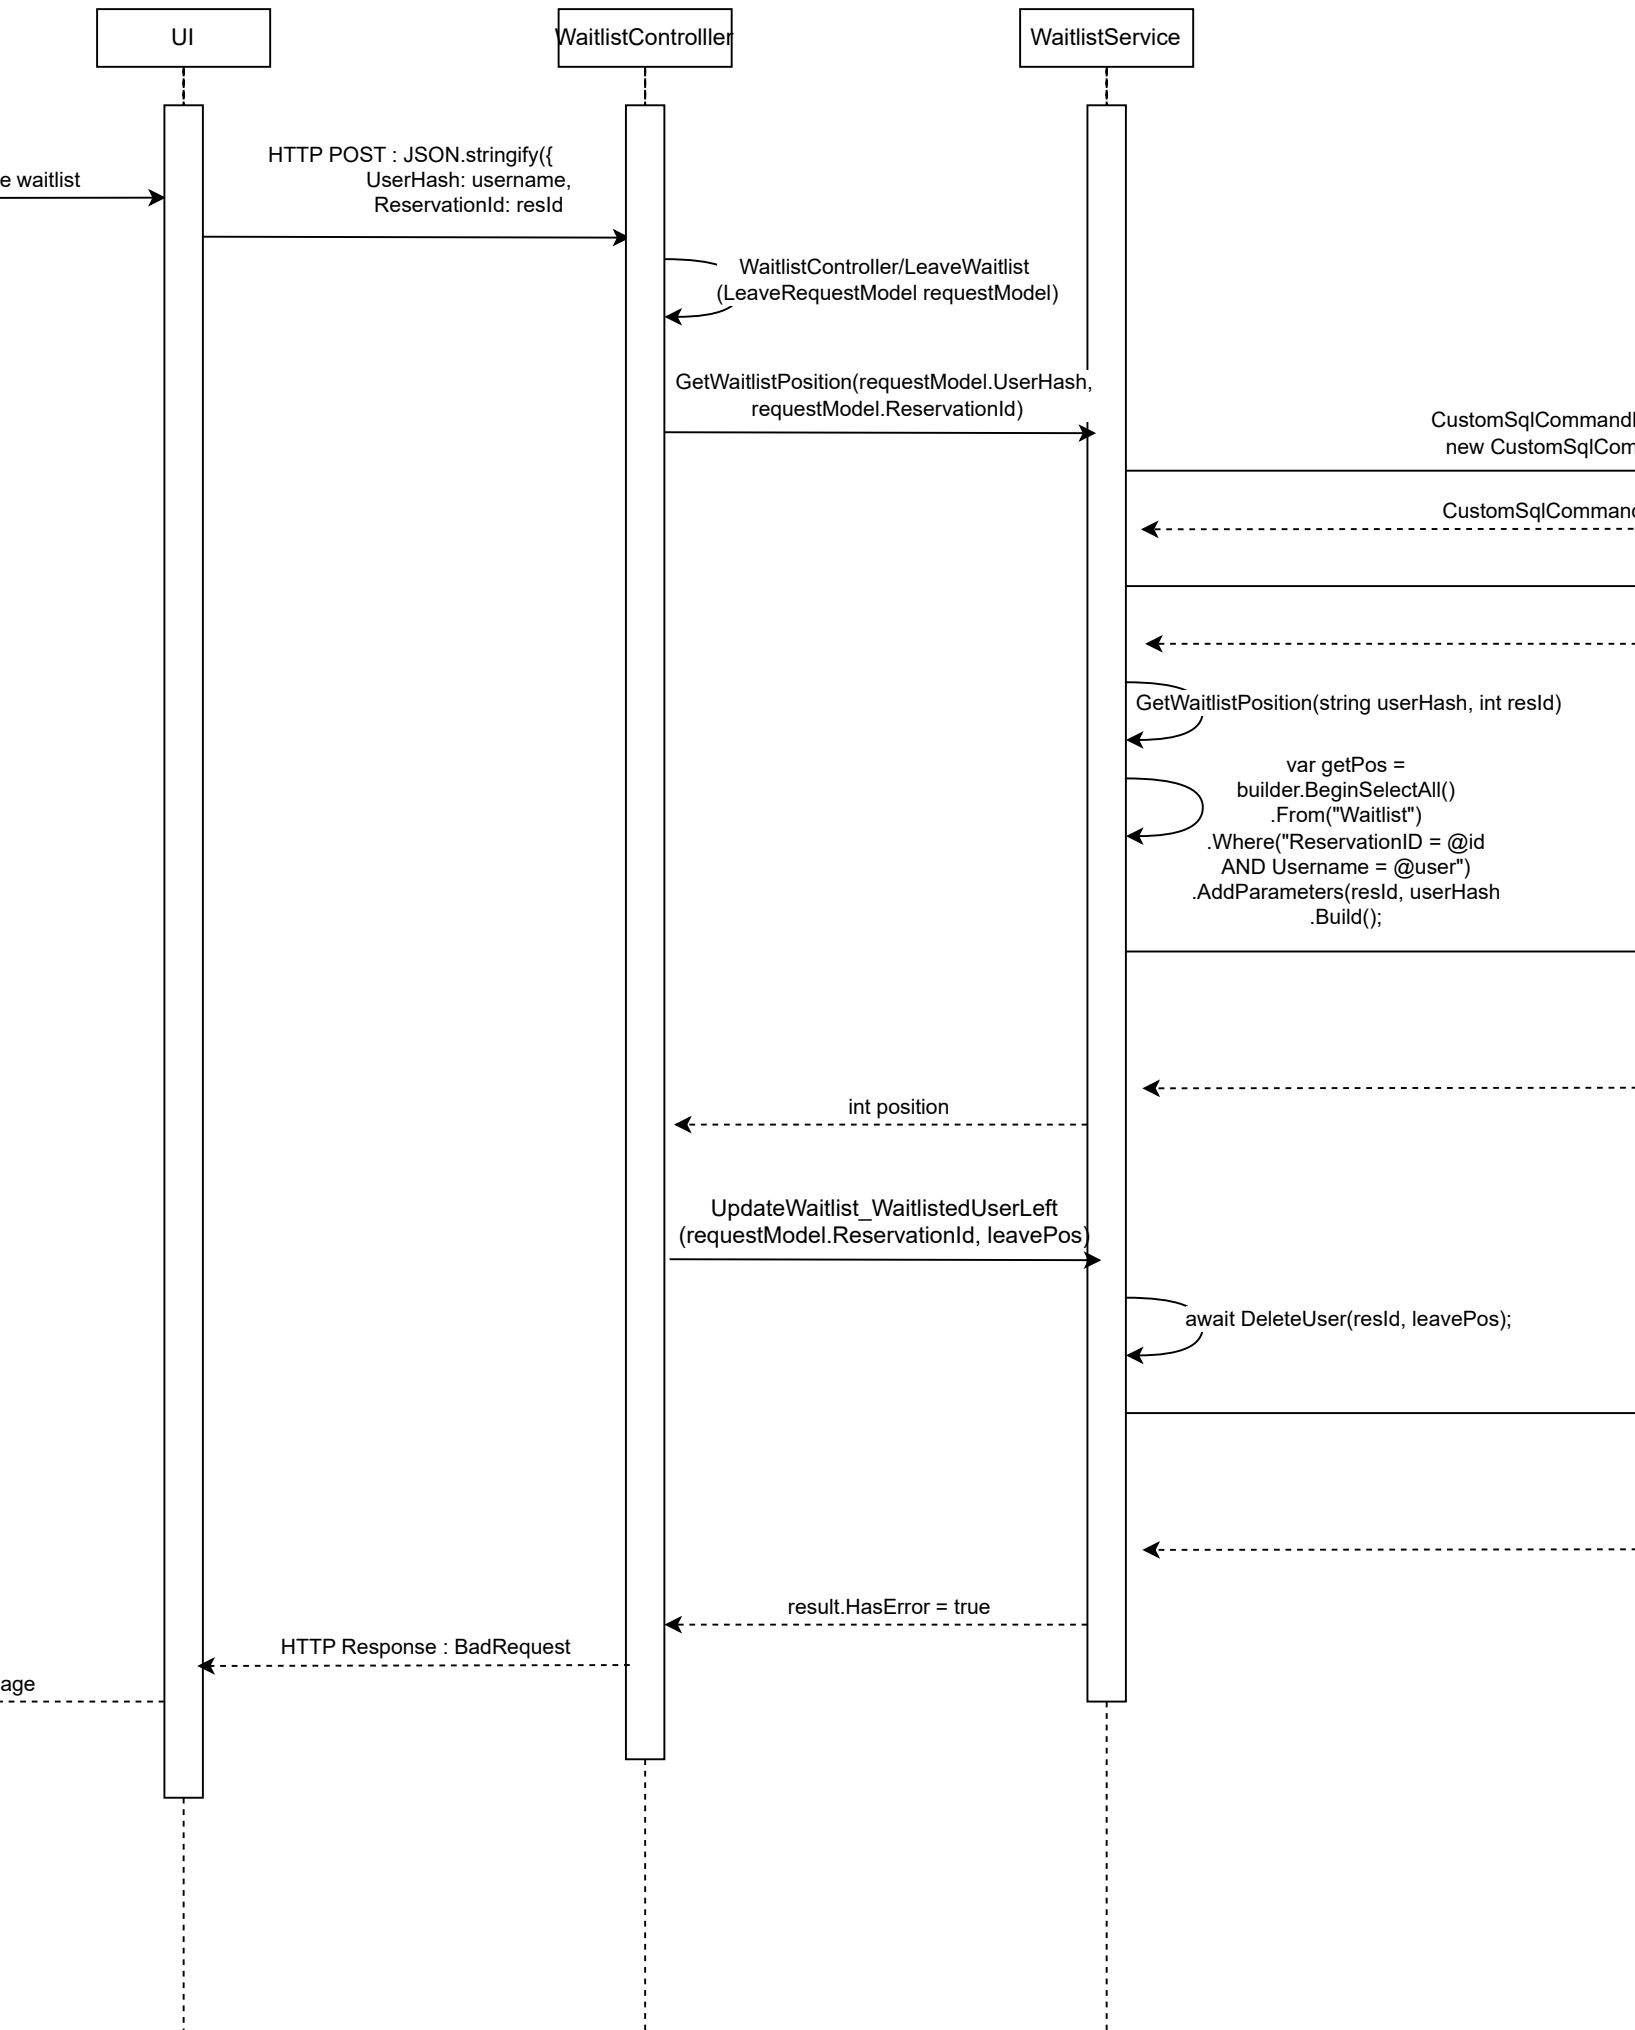 UI
WaitlistControlller
WaitlistService
HTTP POST : JSON.stringify({
UserHash: username,
ReservationId: resId
e waitlist
WaitlistController/LeaveWaitlist
(LeaveRequestModel requestModel)
GetWaitlistPosition(requestModel.UserHash,
requestModel.ReservationId)
CustomSqlCommand
new CustomSqlCom
CustomSqlComman
GetWaitlistPosition(string userHash, int resId)
var getPos =
builder.BeginSelectAll()
.From("Waitlist")
.Where("ReservationID = @id
AND Username = @user")
.AddParameters(resId, userHash
.Build();
int position
UpdateWaitlist_WaitlistedUserLeft
(requestModel.ReservationId, leavePos)
await DeleteUser(resId, leavePos);
result.HasError = true
HTTP Response : BadRequest
age